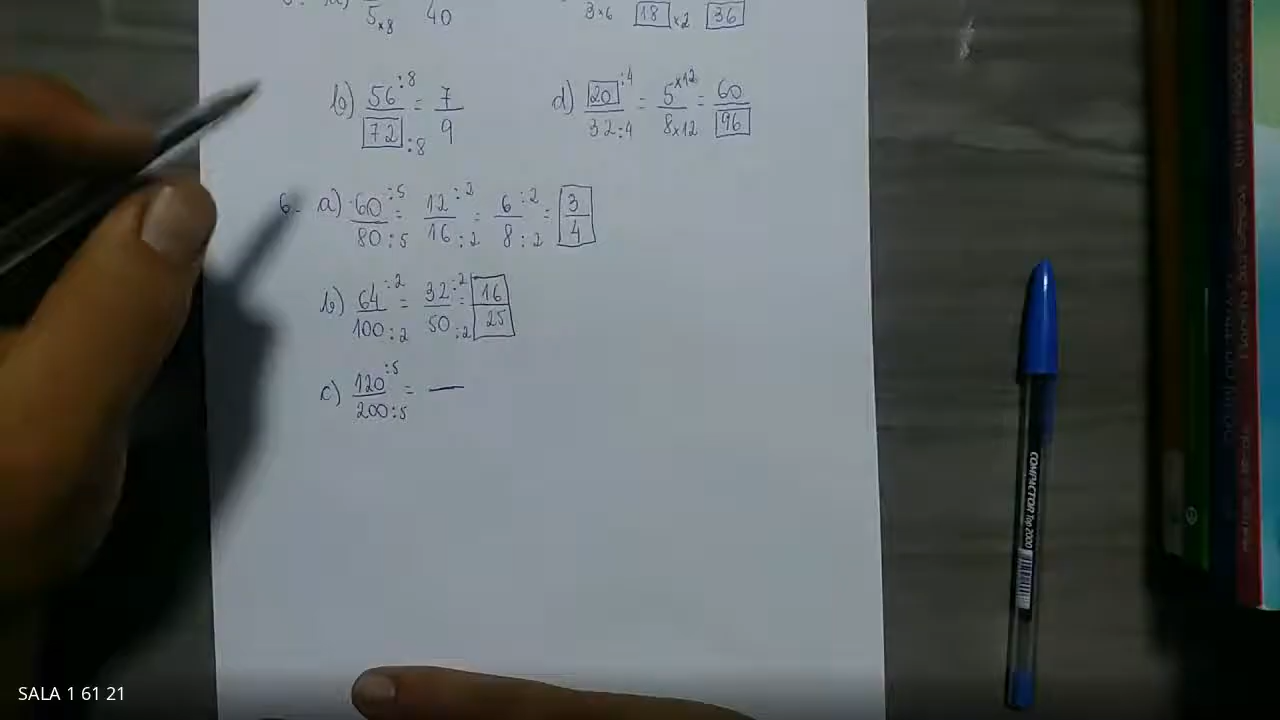 5×8 40 3×6 18 ×2 36
b) 56:8 / 72:8 = 7/9 d) 20:4 / 32:4 = 5×12 / 8×12 = 60/96
6. a) 60:5 / 80:5 = 12:2 / 16:2 = 6:2 / 8:2 = 3/4
b) 64:2 / 100:2 = 32:2 / 50:2 = 16/25
c) 120:5 / 200:5 =
COMPACTOR Top 2000
SALA 1 61 21